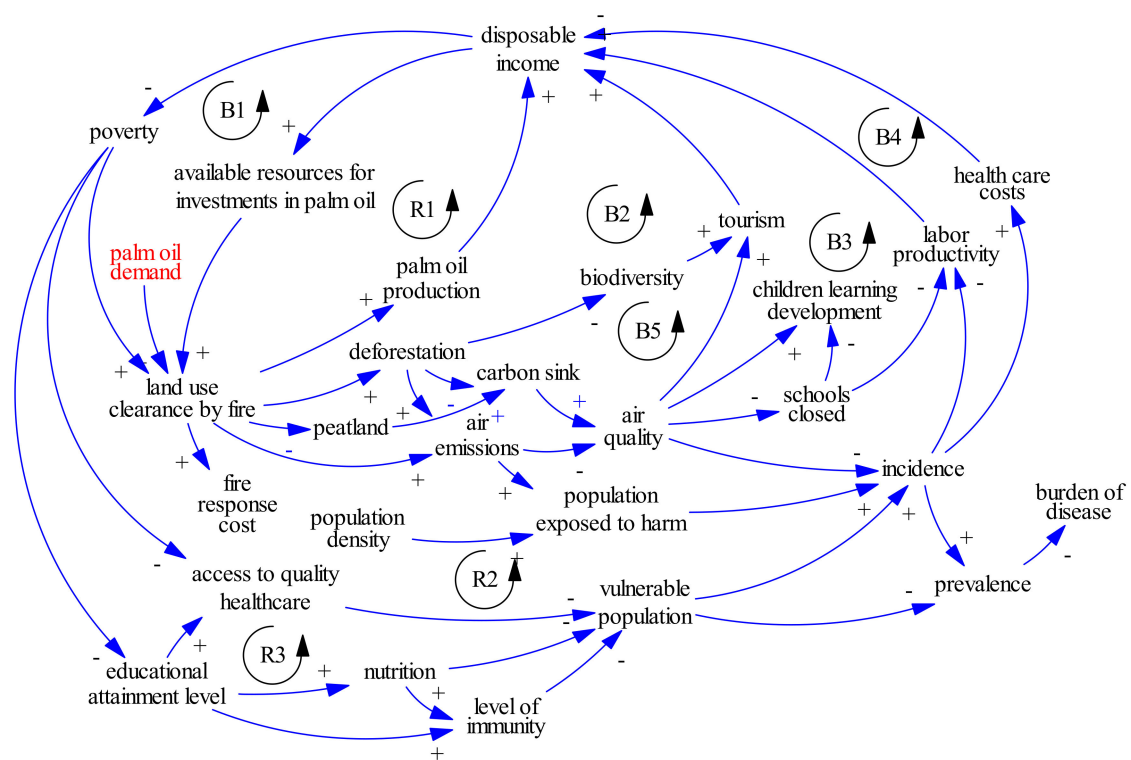 disposable
income
B1
poverty
available resources for
investments in palm oil
B4
health care
costs
R1
B2
tourism
B3
labor
productivity
palm oil
demand
palm oil
production
biodiversity
children learning
development
B5
deforestation
carbon sink
land use
clearance by fire
peatland
air
emissions
air
quality
schools
closed
incidence
fire
response
cost
population
density
population
exposed to harm
burden of
disease
R2
access to quality
healthcare
vulnerable
population
prevalence
R3
educational
attainment level
nutrition
level of
immunity